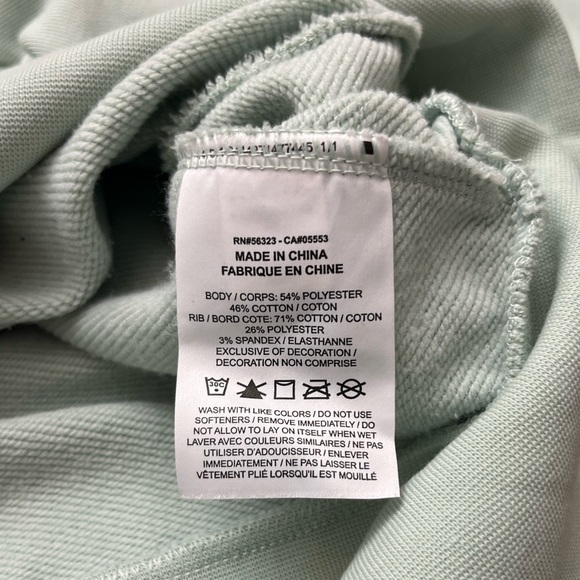 1/1
RN#56323 - CA#05553
MADE IN CHINA
FABRIQUE EN CHINE
BODY / CORPS: 54% POLYESTER
46% COTTON / COTON
RIB / BORD COTE: 71% COTTON / COTON
26% POLYESTER
3% SPANDEX / ELASTHANNE
EXCLUSIVE OF DECORATION /
DECORATION NON COMPRISE
30C
WASH WITH LIKE COLORS / DO NOT USE
SOFTENERS / REMOVE IMMEDIATELY / DO
NOT ALLOW TO LAY ON ITSELF WHEN WET
LAVER AVEC COULEURS SIMILAIRES / NE PAS
UTILISER D'ADOUCISSEUR / ENLEVER
IMMEDIATEMENT / NE PAS LAISSER LE
VÊTEMENT PLIÉ LORSQU'IL EST MOUILLÉ